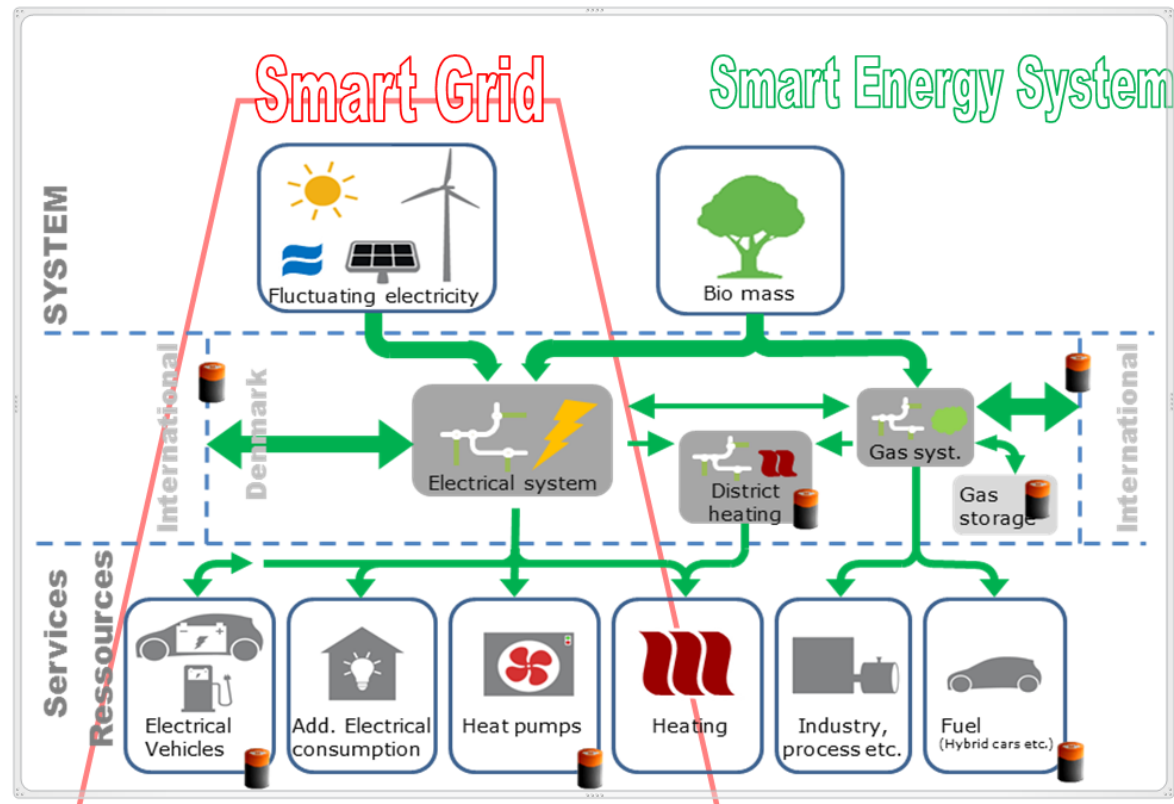 Smart Grid
Smart Energy System
SYSTEM
Fluctuating electricity
Bio mass
International
Denmark
International
Electrical system
District
heating
Gas syst.
Gas
storage
Services
Ressources
Electrical
Vehicles
Add. Electrical
consumption
Heat pumps
Heating
Industry,
process etc.
Fuel
(Hybrid cars etc.)